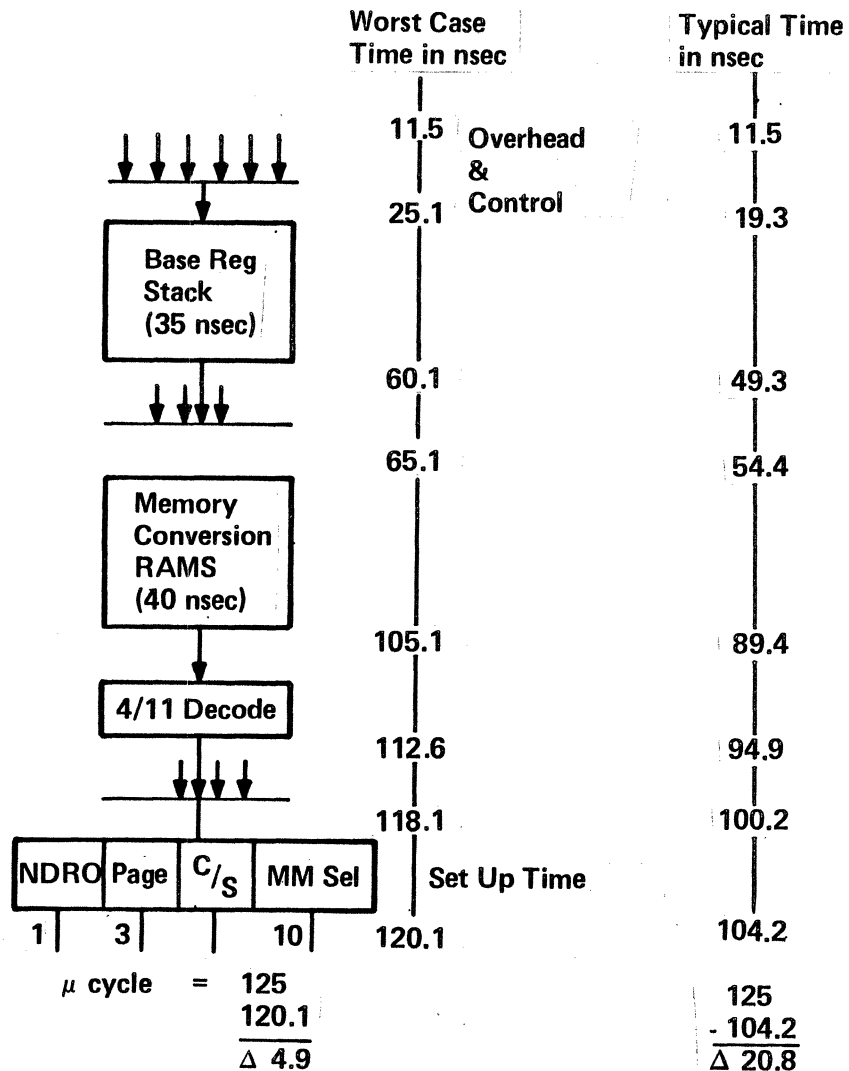 Worst Case
Time in nsec
Typical Time
in nsec
11.5
Overhead
&
Control
11.5
25.1
19.3
Base Reg
Stack
(35 nsec)
60.1
49.3
65.1
54.4
Memory
Conversion
RAMS
(40 nsec)
105.1
89.4
4/11 Decode
112.6
94.9
118.1
100.2
NDRO
Page
C/S
MM Sel
Set Up Time
1
3
10
120.1
104.2
μ cycle = 125
120.1
Δ 4.9
125
- 104.2
Δ 20.8